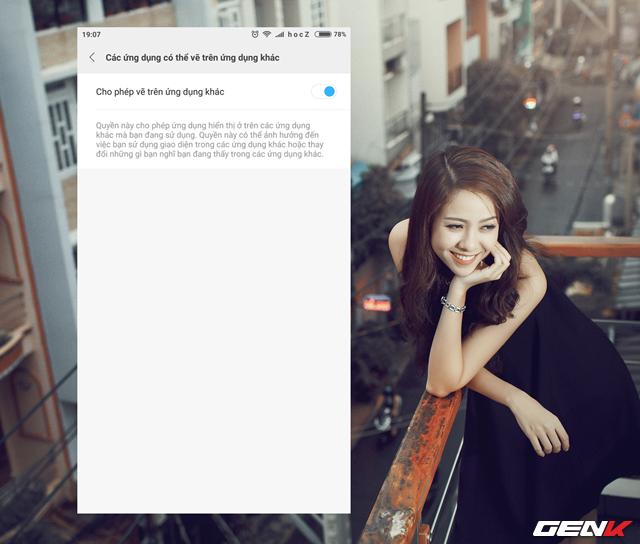 19:07
h o c Z
78%
Các ứng dụng có thể vẽ trên ứng dụng khác
Cho phép vẽ trên ứng dụng khác
Quyền này cho phép ứng dụng hiển thị ở trên các ứng dụng
khác mà bạn đang sử dụng. Quyền này có thể ảnh hưởng đến
việc bạn sử dụng giao diện trong các ứng dụng khác hoặc thay
đổi những gì bạn nghĩ bạn đang thấy trong các ứng dụng khác.
GENK